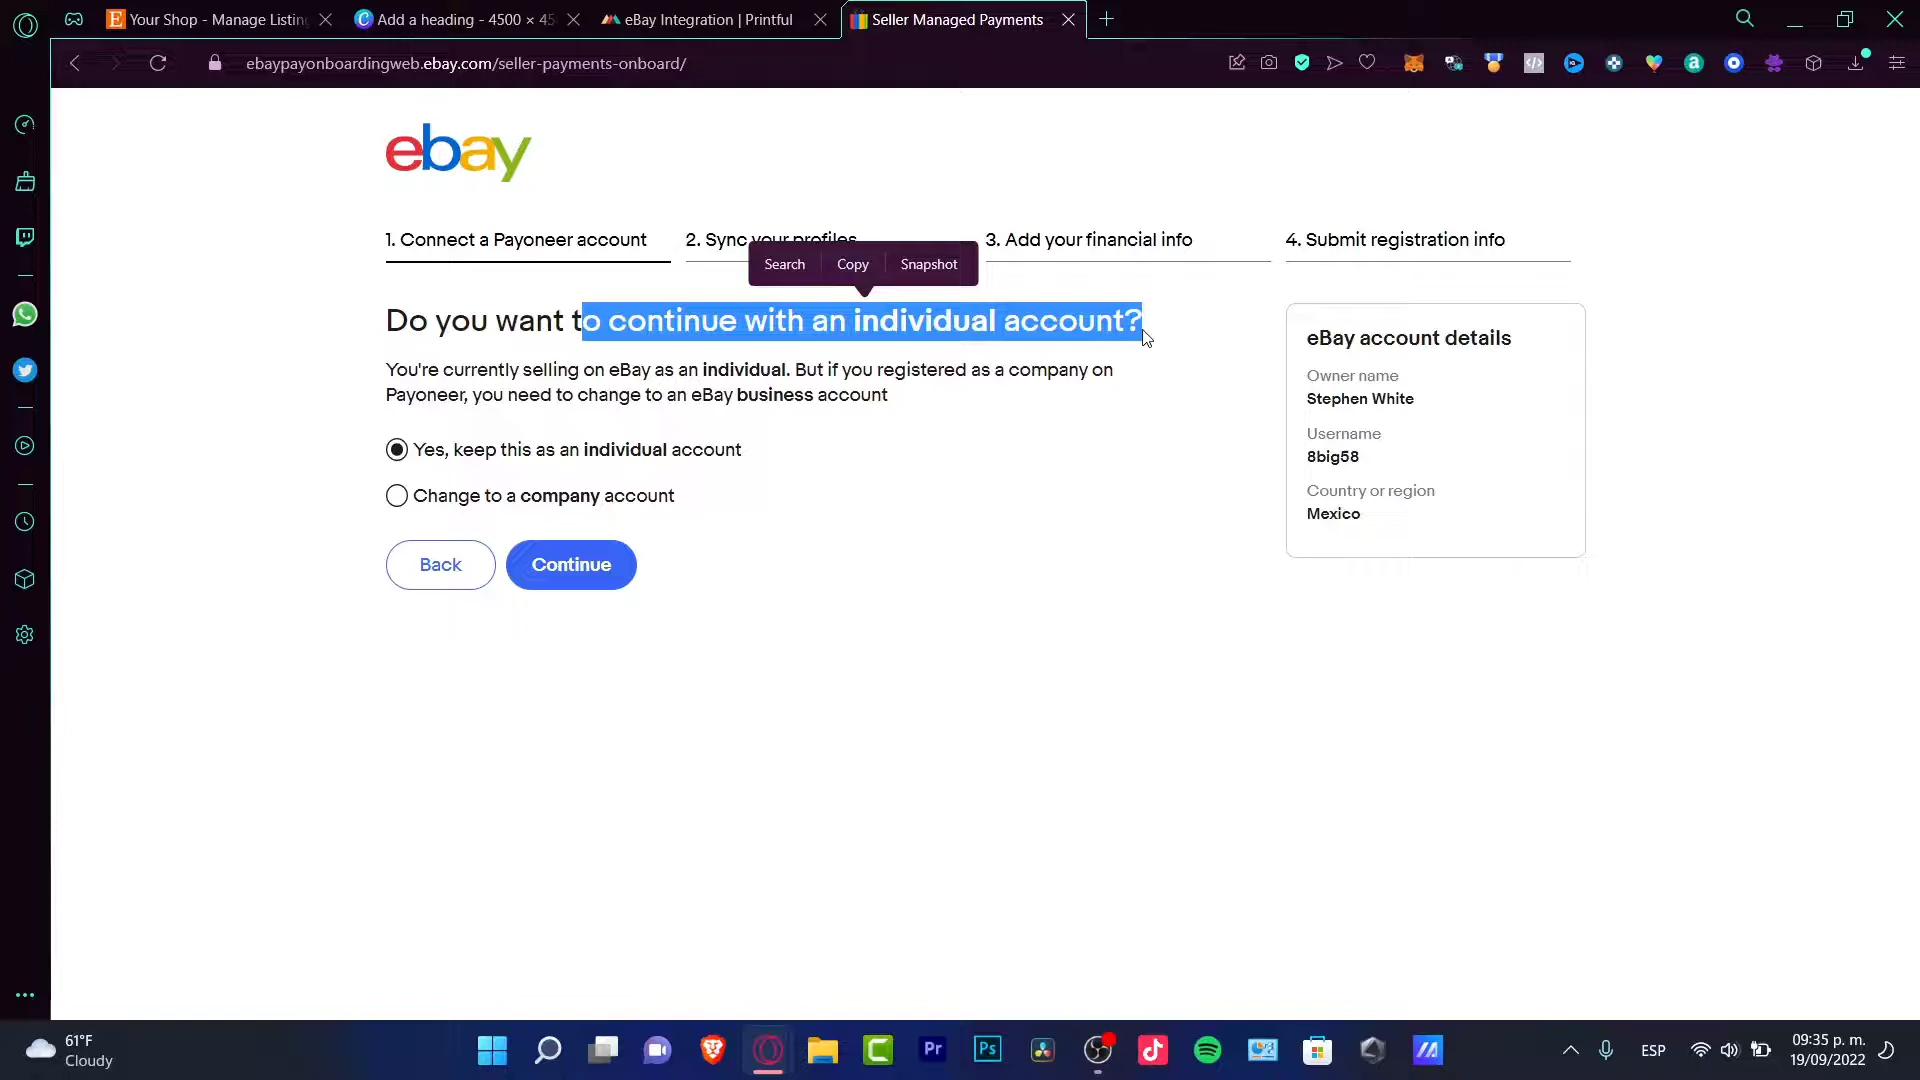 Your Shop - Manage Listin
Add a heading - 4500 × 45
eBay Integration | Printful
Seller Managed Payments
ebaypayonboardingweb.ebay.com/seller-payments-onboard/
ebay
1. Connect a Payoneer account
2. Sync your profiles
3. Add your financial info
4. Submit registration info
Search
Copy
Snapshot
Do you want to continue with an individual account?
You're currently selling on eBay as an individual. But if you registered as a company on
Payoneer, you need to change to an eBay business account
Yes, keep this as an individual account
Change to a company account
Back
Continue
eBay account details
Owner name
Stephen White
Username
8big58
Country or region
Mexico
61°F
Cloudy
Pr
Ps
ESP
09:35 p. m.
19/09/2022